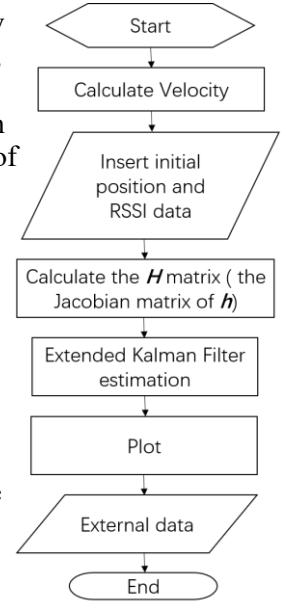 Start
Calculate Velocity
Insert initial
position and
RSSI data
Calculate the H matrix ( the
Jacobian matrix of h)
Extended Kalman Filter
estimation
Plot
External data
End
of